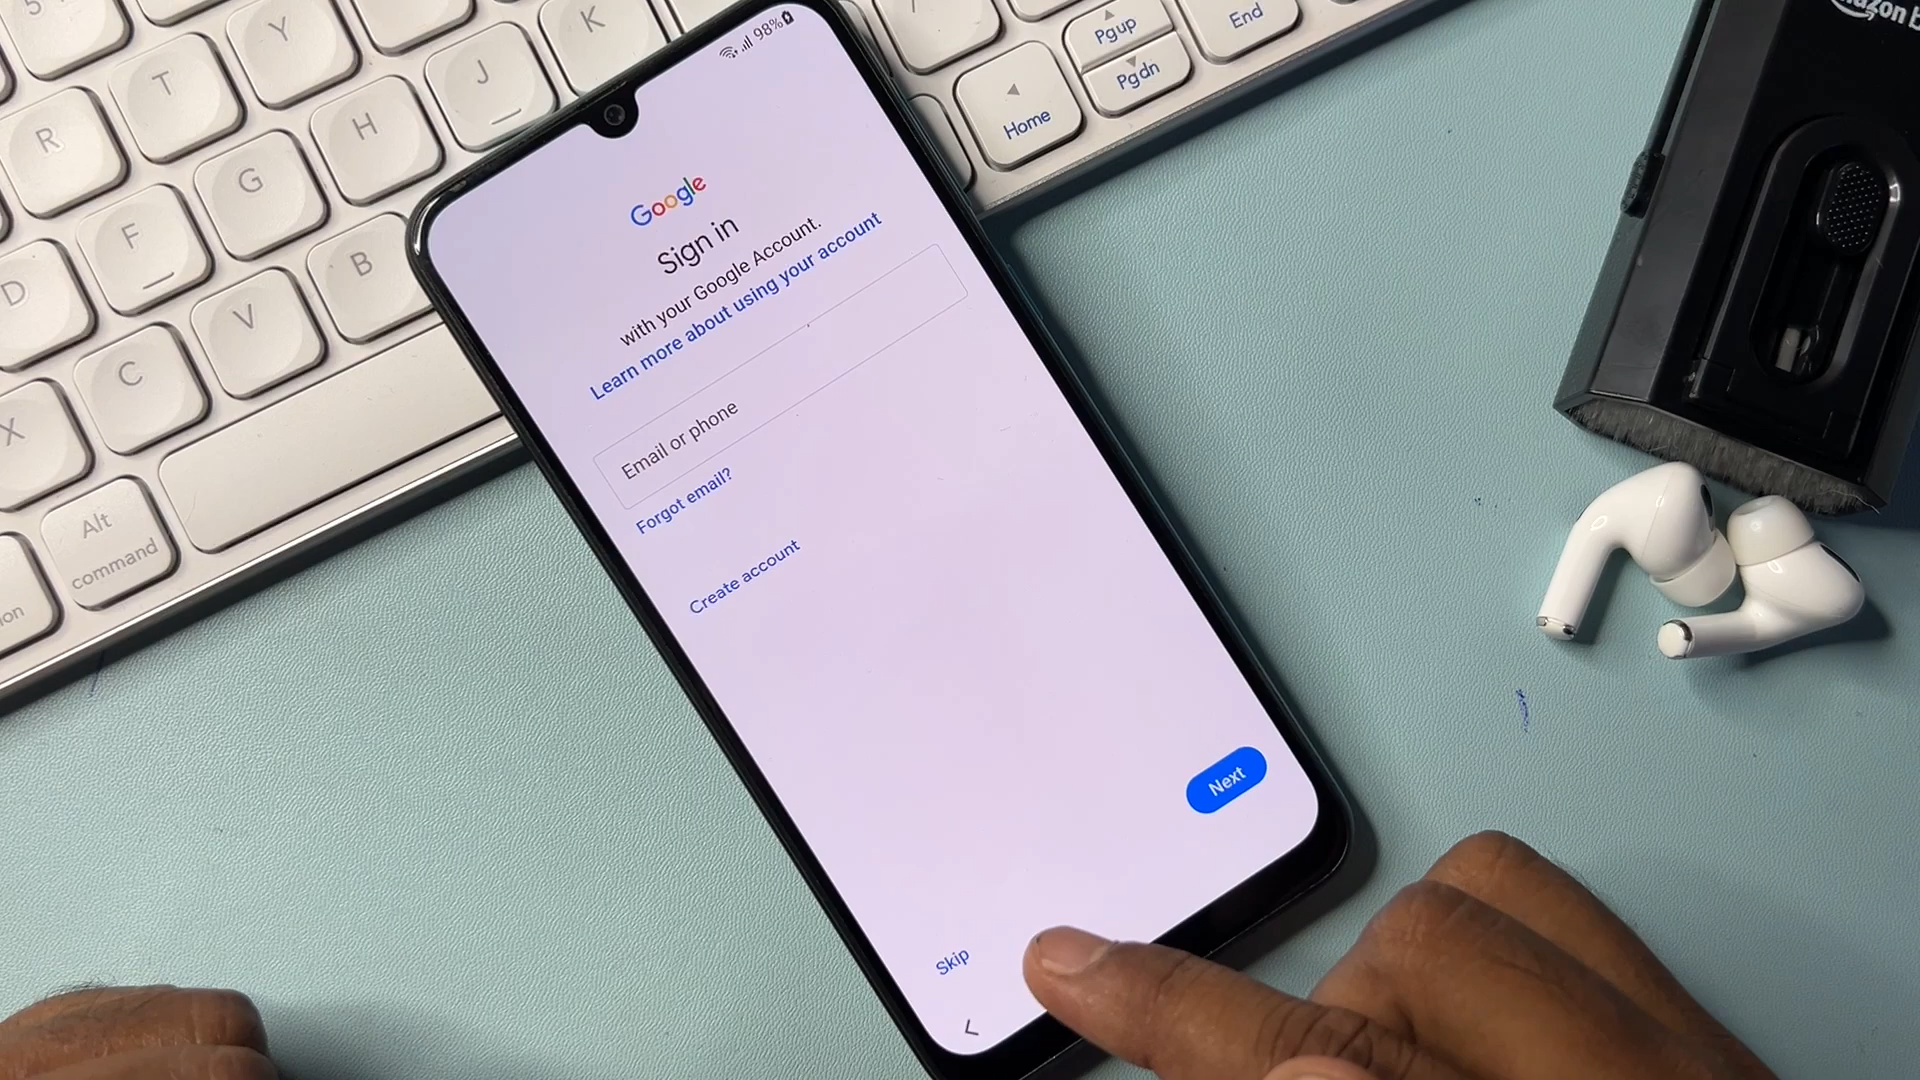 98%
Google
Sign in
with your Google Account.
Learn more about using your account
Email or phone
Forgot email?
Create account
Next
Skip
5
Y
K
T
J
R
H
G
F
B
D
V
C
X
Alt
command
Home
Pgup
Pgdn
End